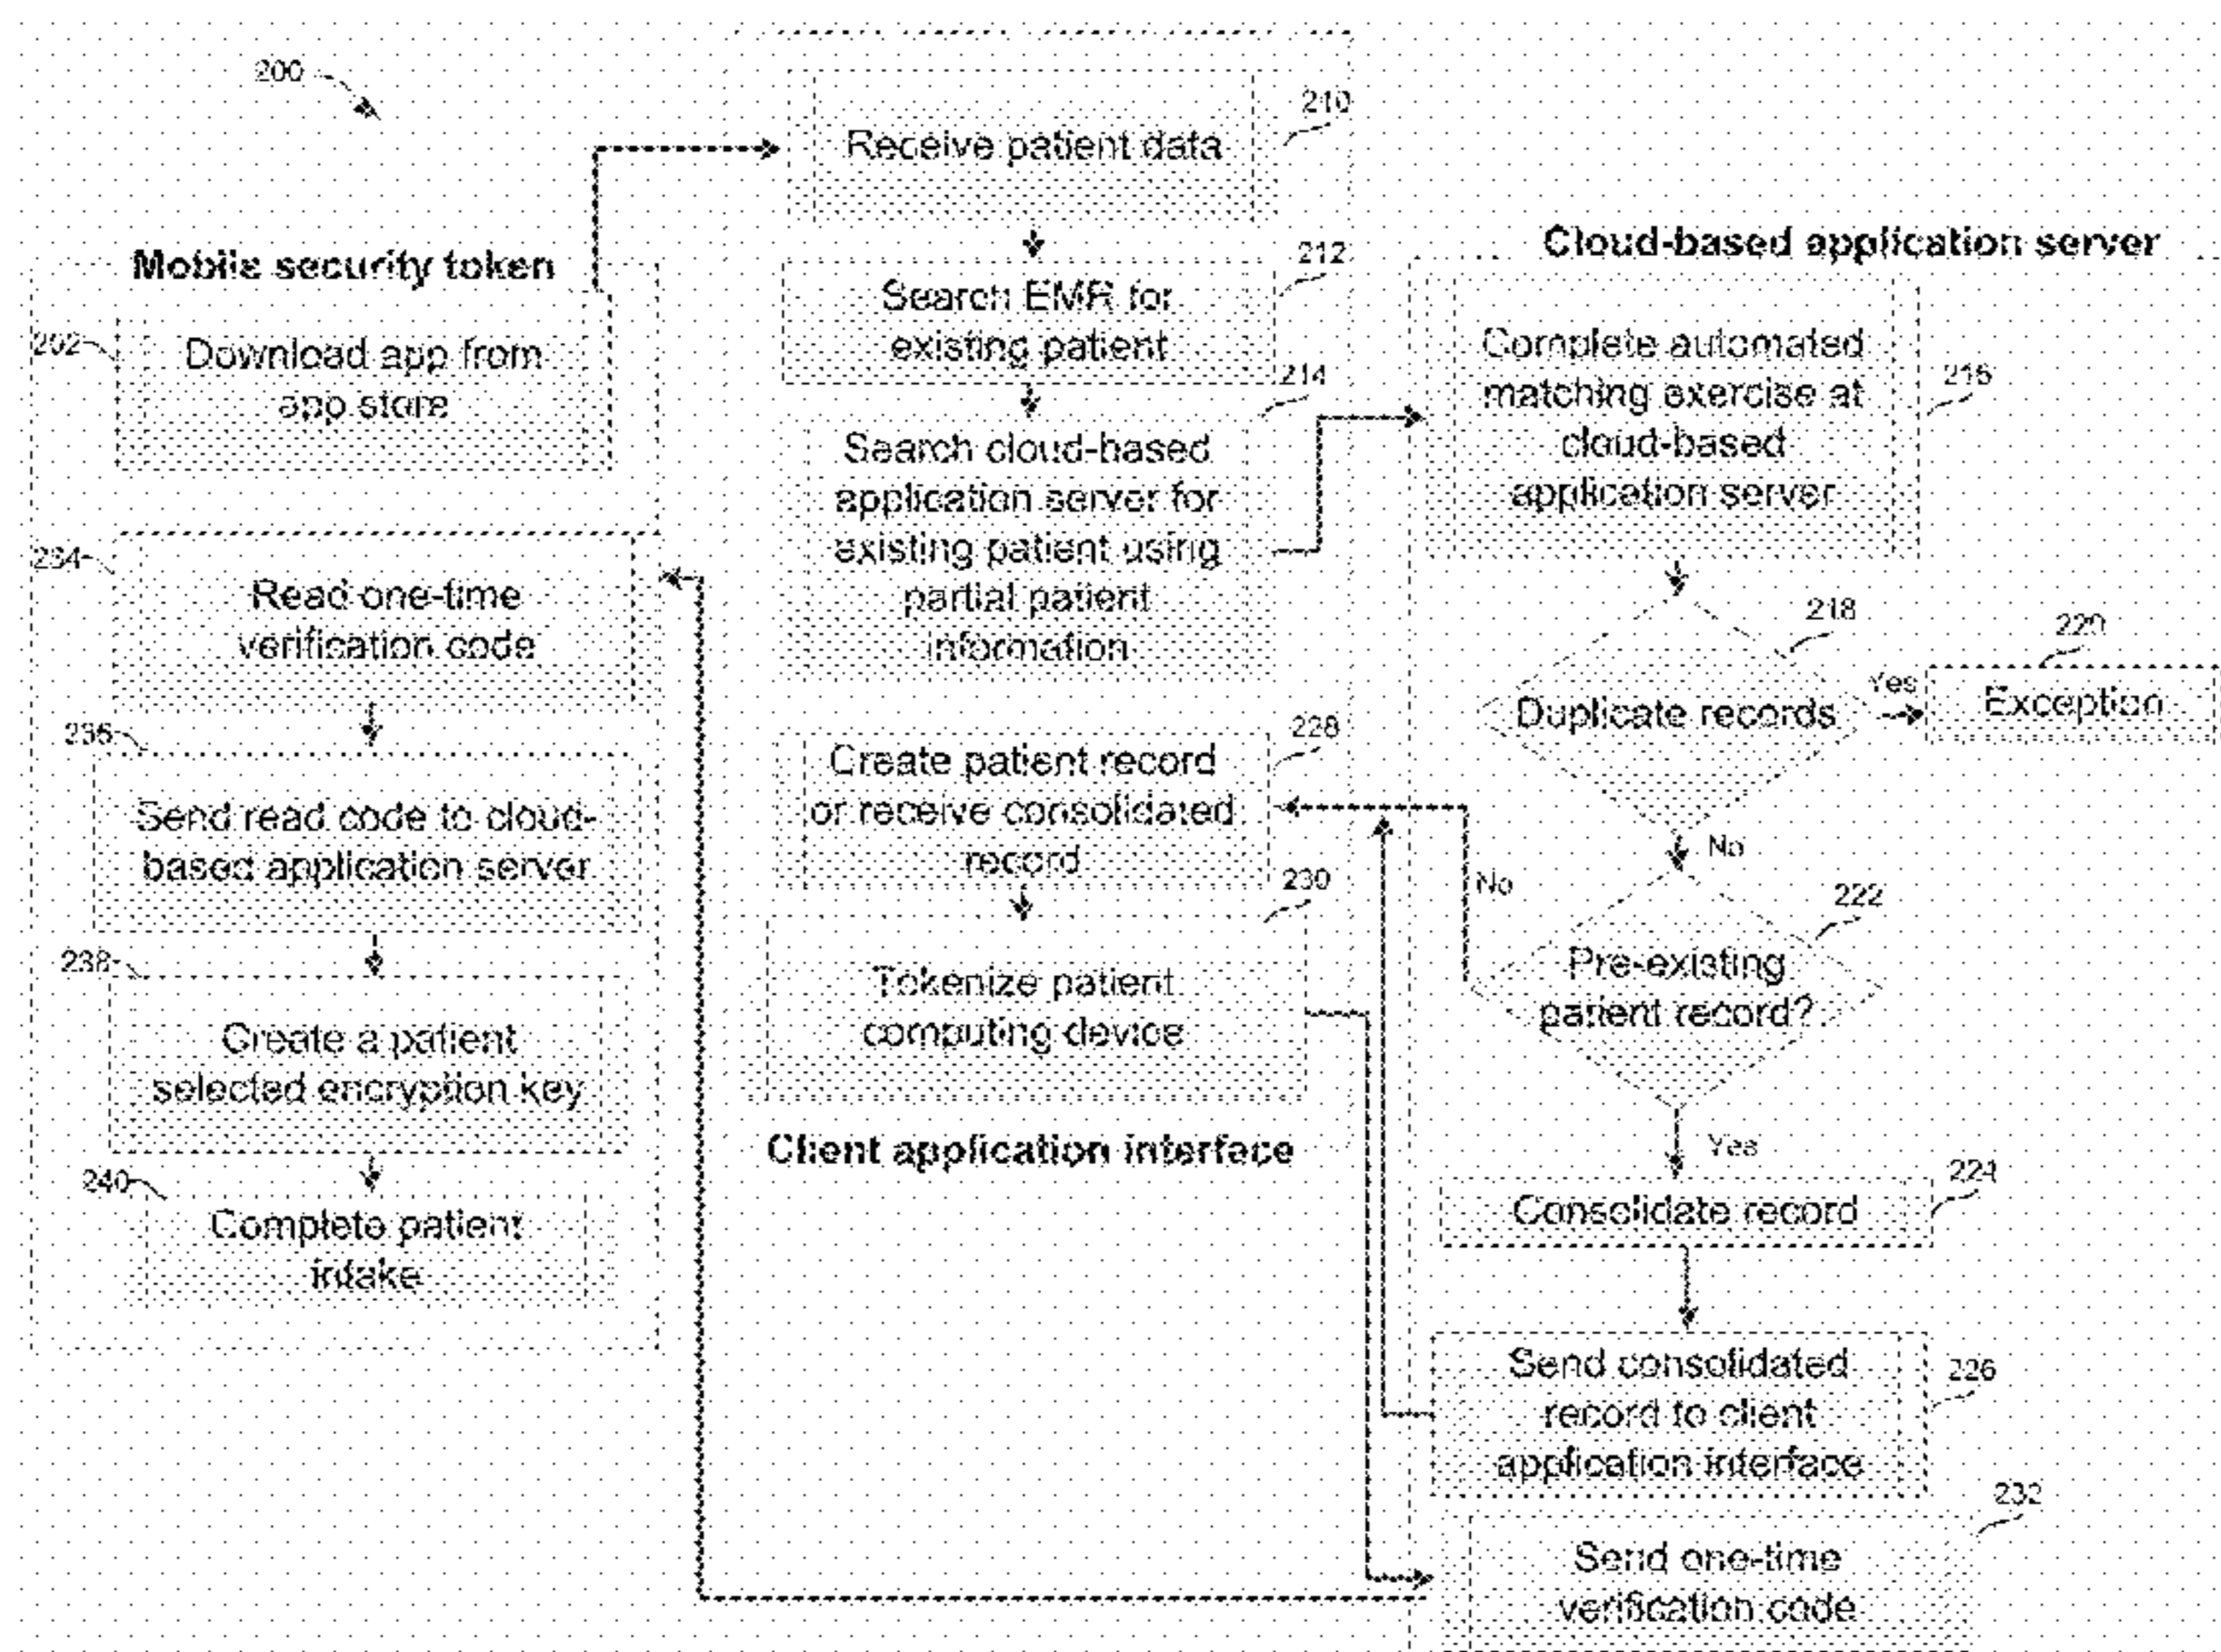 200
Mobile security token
202
Download app from
app store
234
Read one-time
verification code
236
Send read code to cloud-
based application server
238
Create a patient
selected encryption key
240
Complete patient
intake
210
Receive patient data
212
Search EMR for
existing patient
214
Search cloud-based
application server for
existing patient using
partial patient
information
228
Create patient record
or receive consolidated
record
230
Tokenize patient
computing device
Client application interface
Cloud-based application server
216
Complete automated
matching exercise at
cloud-based
application server
218
Duplicate records
Yes
220
Exception
No
222
Pre-existing
patient record?
No
Yes
224
Consolidate record
226
Send consolidated
record to client
application interface
232
Send one-time
verification code